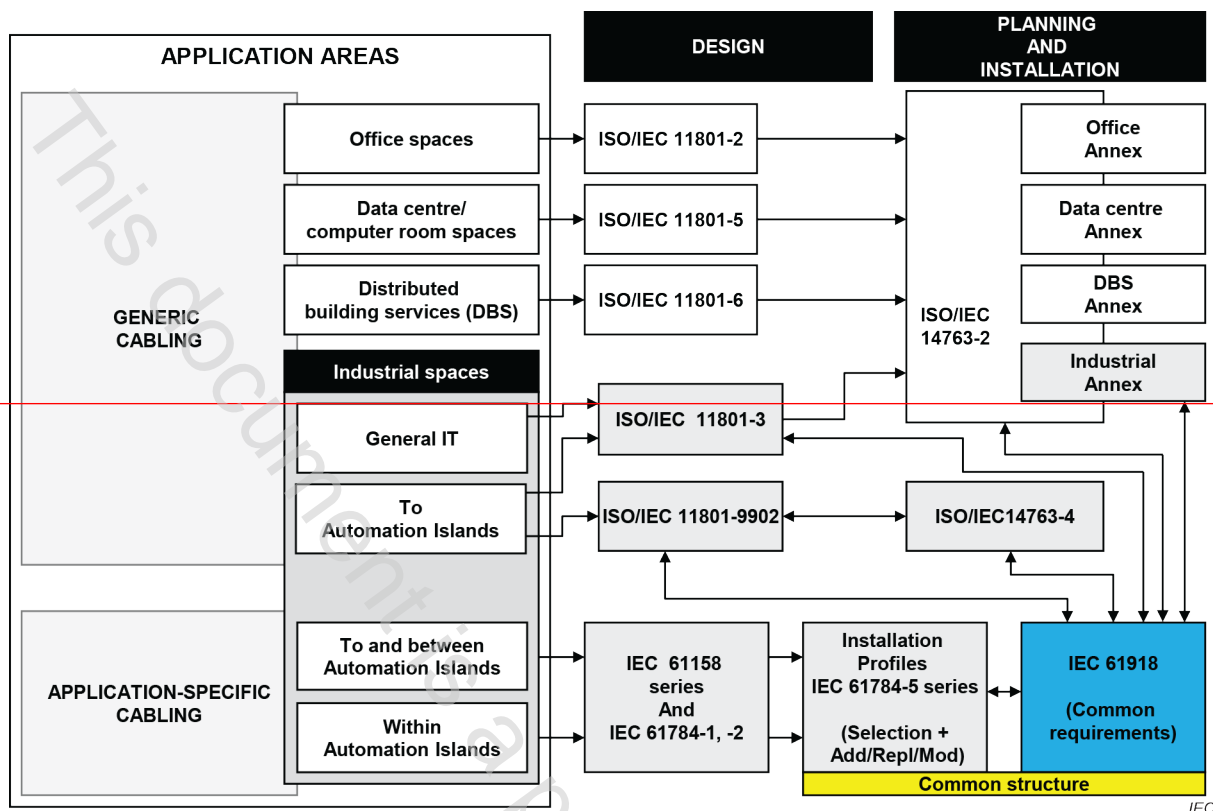 APPLICATION AREAS
DESIGN
PLANNING
AND
INSTALLATION
GENERIC
CABLING
APPLICATION-SPECIFIC
CABLING
Office spaces
Data centre/
computer room spaces
Distributed
building services (DBS)
Industrial spaces
General IT
To
Automation Islands
To and between
Automation Islands
Within
Automation Islands
ISO/IEC 11801-2
ISO/IEC 11801-5
ISO/IEC 11801-6
ISO/IEC 11801-3
ISO/IEC 11801-9902
IEC 61158
series
And
IEC 61784-1, -2
ISO/IEC
14763-2
Office
Annex
Data centre
Annex
DBS
Annex
Industrial
Annex
ISO/IEC14763-4
Installation
Profiles
IEC 61784-5 series
(Selection +
Add/Repl/Mod)
IEC 61918
(Common
requirements)
Common structure
IEC
This document is a p